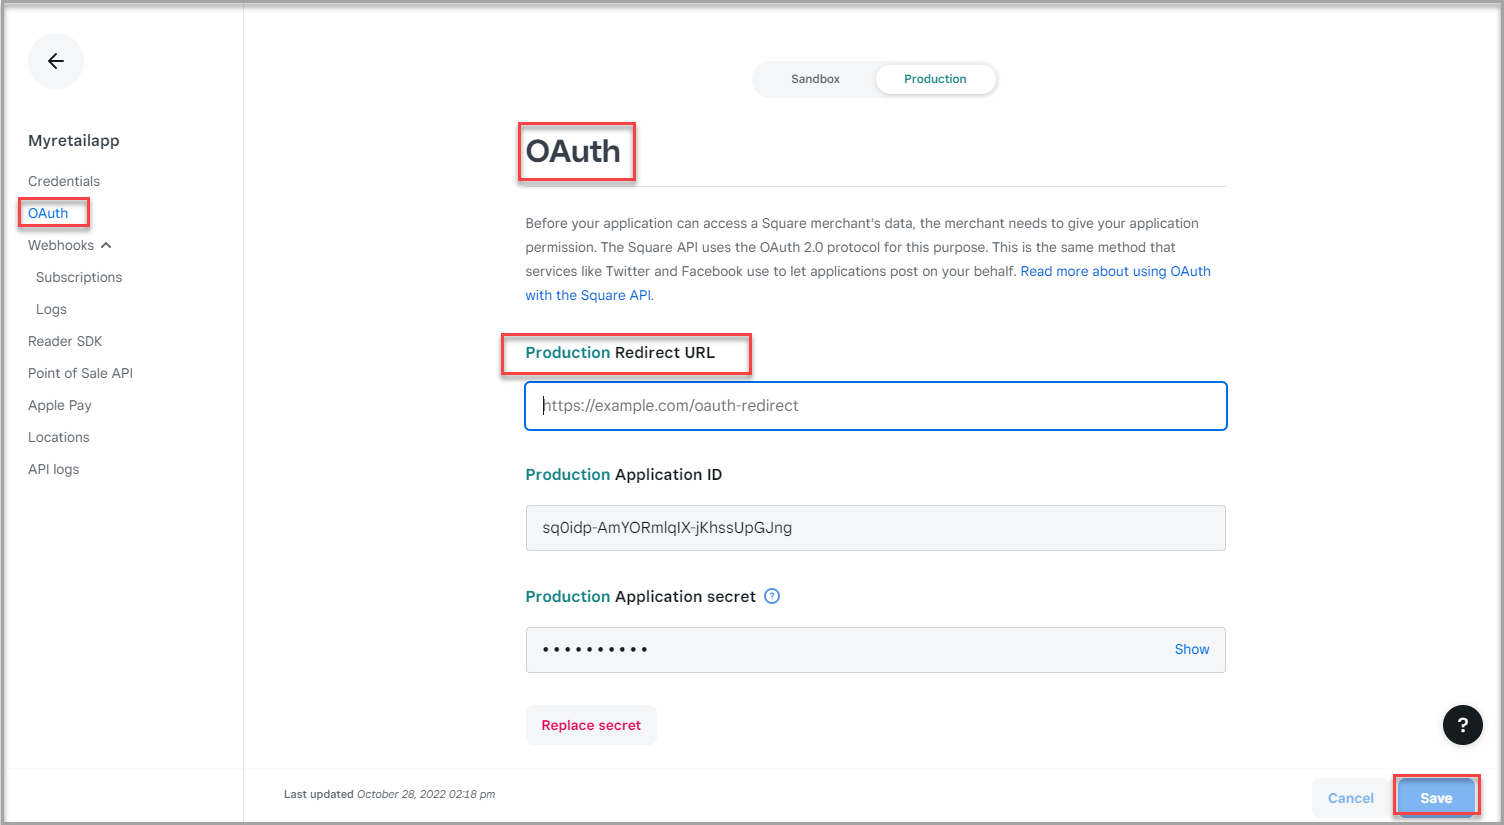 Myretailapp
Credentials
OAuth
Webhooks
Subscriptions
Logs
Reader SDK
Point of Sale API
Apple Pay
Locations
API logs
Sandbox
Production
OAuth
Before your application can access a Square merchant's data, the merchant needs to give your application
permission. The Square API uses the OAuth 2.0 protocol for this purpose. This is the same method that
services like Twitter and Facebook use to let applications post on your behalf. Read more about using OAuth
with the Square API.
Production Redirect URL
https://example.com/oauth-redirect
Production Application ID
sq0idp-AmYORmlqIX-jKhssUpGJng
Production Application secret ?
••••••••••
Show
Replace secret
?
Last updated October 28, 2022 02:18 pm
Cancel
Save